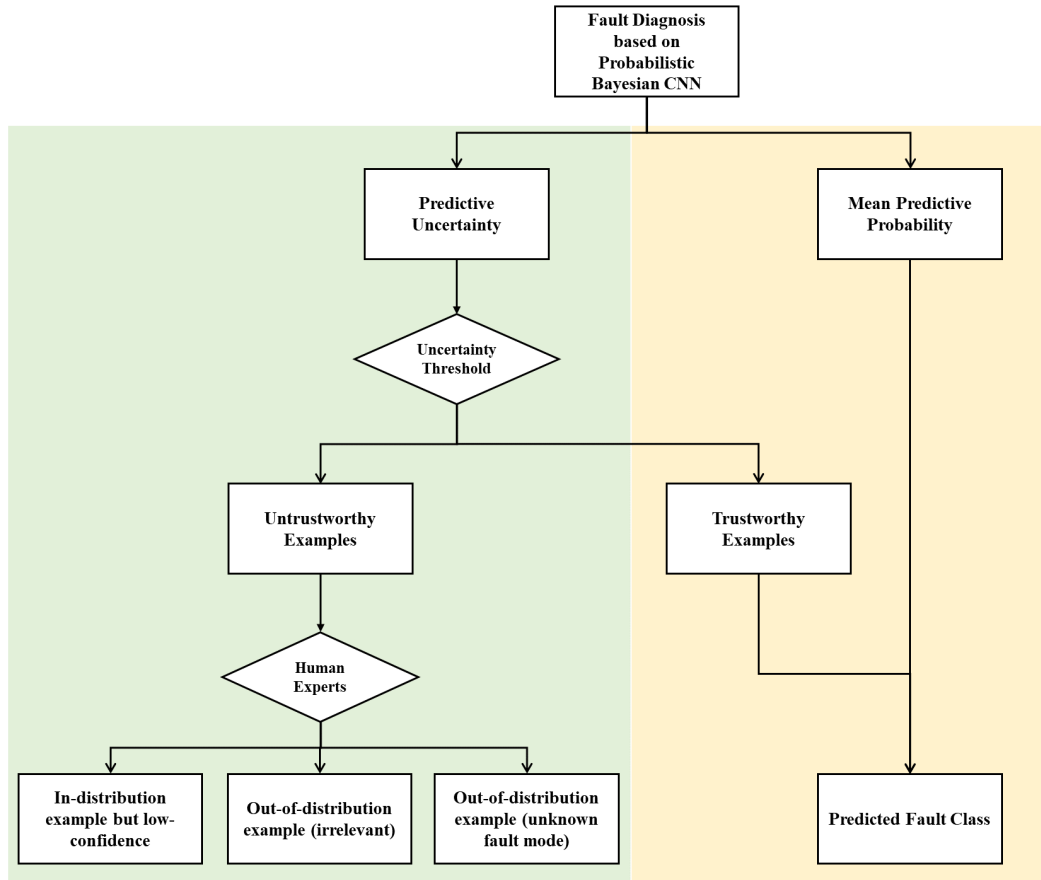 Fault Diagnosis
based on
Probabilistic
Bayesian CNN
Predictive
Uncertainty
Mean Predictive
Probability
Uncertainty
Threshold
Untrustworthy
Examples
Trustworthy
Examples
Human
Experts
In-distribution
example but low-
confidence
Out-of-distribution
example (irrelevant)
Out-of-distribution
example (unknown
fault mode)
Predicted Fault Class